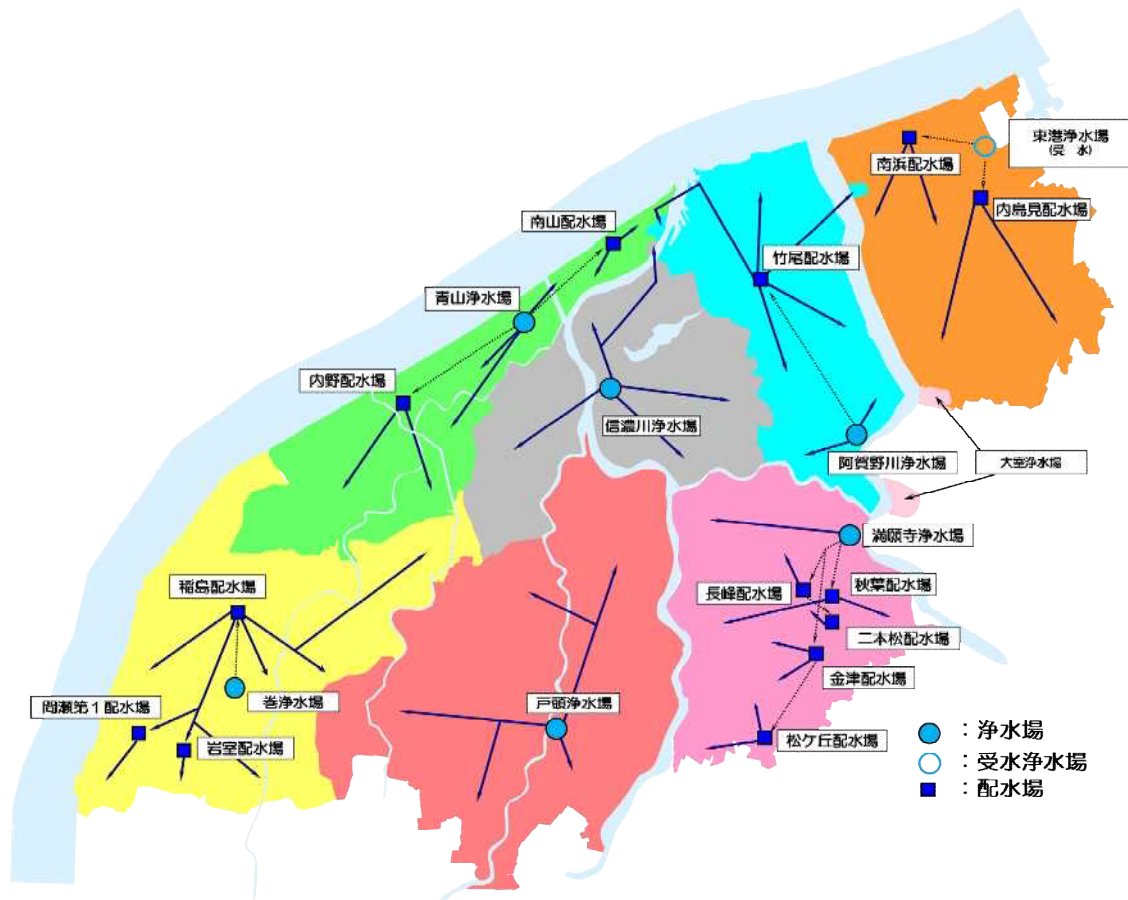 東港浄水場
(受 水)
南浜配水場
内島見配水場
南山配水場
竹尾配水場
青山浄水場
内野配水場
信濃川浄水場
阿賀野川浄水場
大室浄水場
満願寺浄水場
稲島配水場
長峰配水場
秋葉配水場
二本松配水場
金津配水場
間瀬第1配水場
巻浄水場
戸頭浄水場
岩室配水場
松ケ丘配水場
：浄水場
：受水浄水場
：配水場